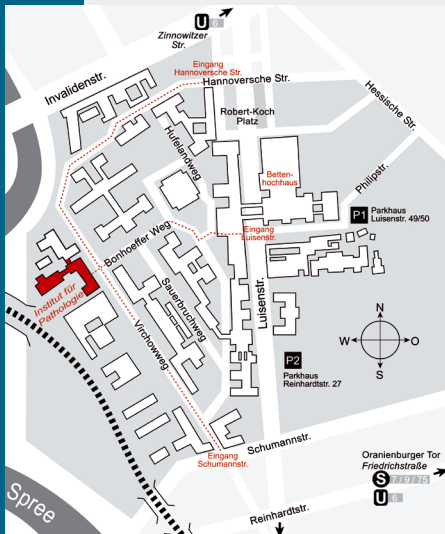 U 6
Zinnowitzer
Str.
Eingang
Hannoversche Str.
Hannoversche Str.
Invalidenstr.
Hessische Str.
Robert-Koch
Platz
Hufelandweg
Betten-
hochhaus
Philipstr.
P1
Parkhaus
Luisenstr. 49/50
Bonhoeffer Weg
Eingang
Luisenstr.
Institut für
Pathologie
Sauerbruchweg
Luisenstr.
Virchowweg
N
W
O
S
P2
Parkhaus
Reinhardtstr. 27
Schumannstr.
Eingang
Schumannstr.
Oranienburger Tor
Friedrichstraße
S 7 / 9 / 75
U 6
Spree
Reinhardtstr.